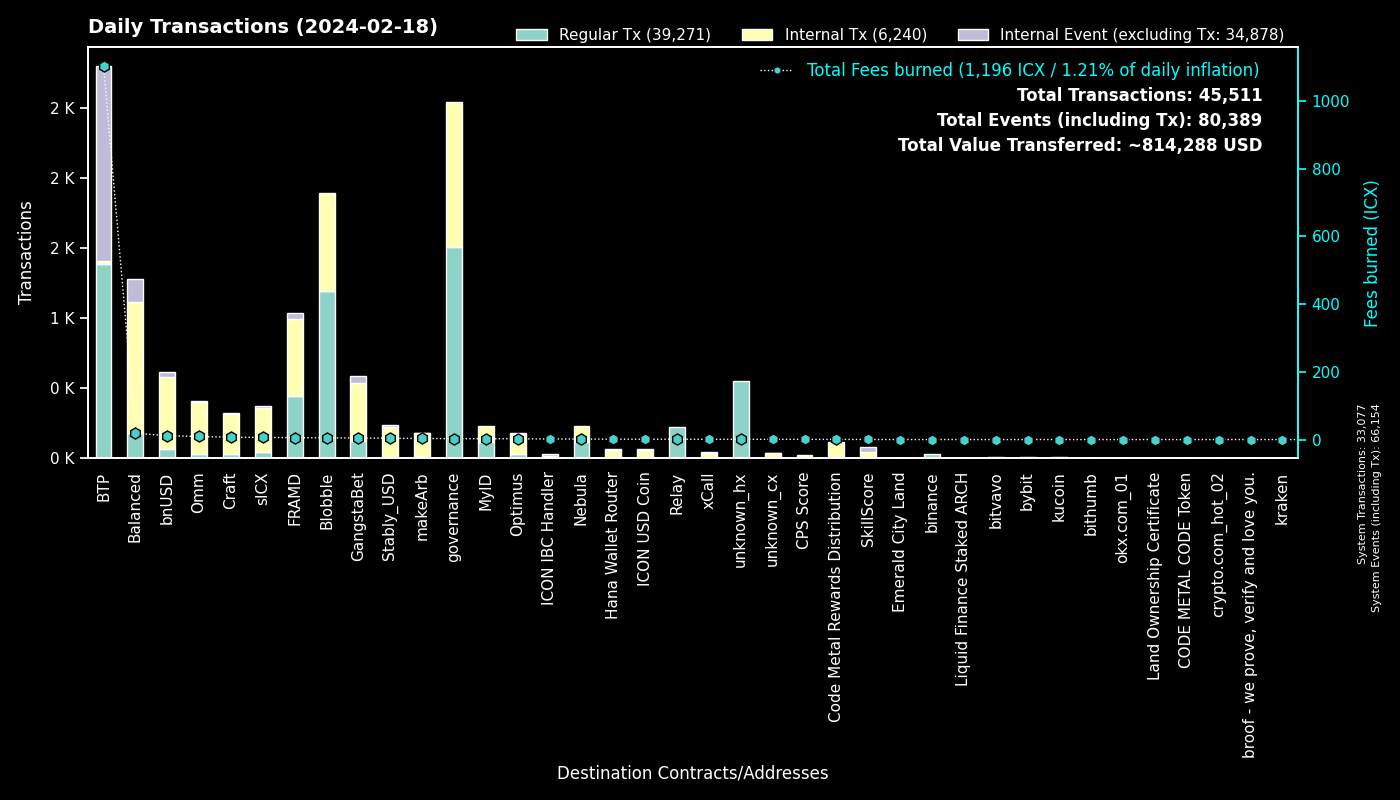 Daily Transactions (2024-02-18)
Regular Tx (39,271)
Internal Tx (6,240)
Internal Event (excluding Tx: 34,878)
Total Fees burned (1,196 ICX / 1.21% of daily inflation)
Total Transactions: 45,511
Total Events (including Tx): 80,389
Total Value Transferred: ~814,288 USD
Transactions
2 K
2 K
2 K
1 K
0 K
0 K
1000
800
600
400
200
0
Fees burned (ICX)
System Transactions: 33,077
System Events (including Tx): 66,154
BTP
Balanced
bnUSD
Omm
Craft
sICX
FRAMD
Blobble
GangstaBet
Stably_USD
makeArb
governance
MyID
Optimus
ICON IBC Handler
Nebula
Hana Wallet Router
ICON USD Coin
Relay
xCall
unknown_hx
unknown_cx
CPS Score
Code Metal Rewards Distribution
SkillScore
Emerald City Land
binance
Liquid Finance Staked ARCH
bitvavo
bybit
kucoin
bithumb
okx.com_01
Land Ownership Certificate
CODE METAL CODE Token
crypto.com_hot_02
broof - we prove, verify and love you.
kraken
Destination Contracts/Addresses